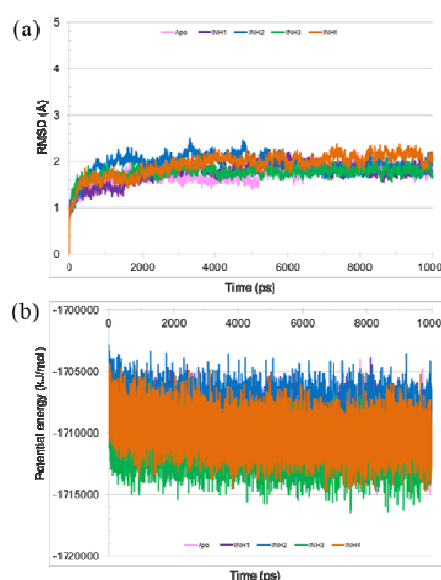 (a)
Apo INH1 INH2 INH3 INH4
5
4
3
2
1
0
RMSD (Å)
0 2000 4000 6000 8000 1000
Time (ps)
(b)
-1700000
0 20000 4000 6000 8000 1000
-1705000
-1710000
-1715000
-1720000
Potential energy (kJ/mol)
Apo INH1 INH2 INH3 INH4
Time (ps)